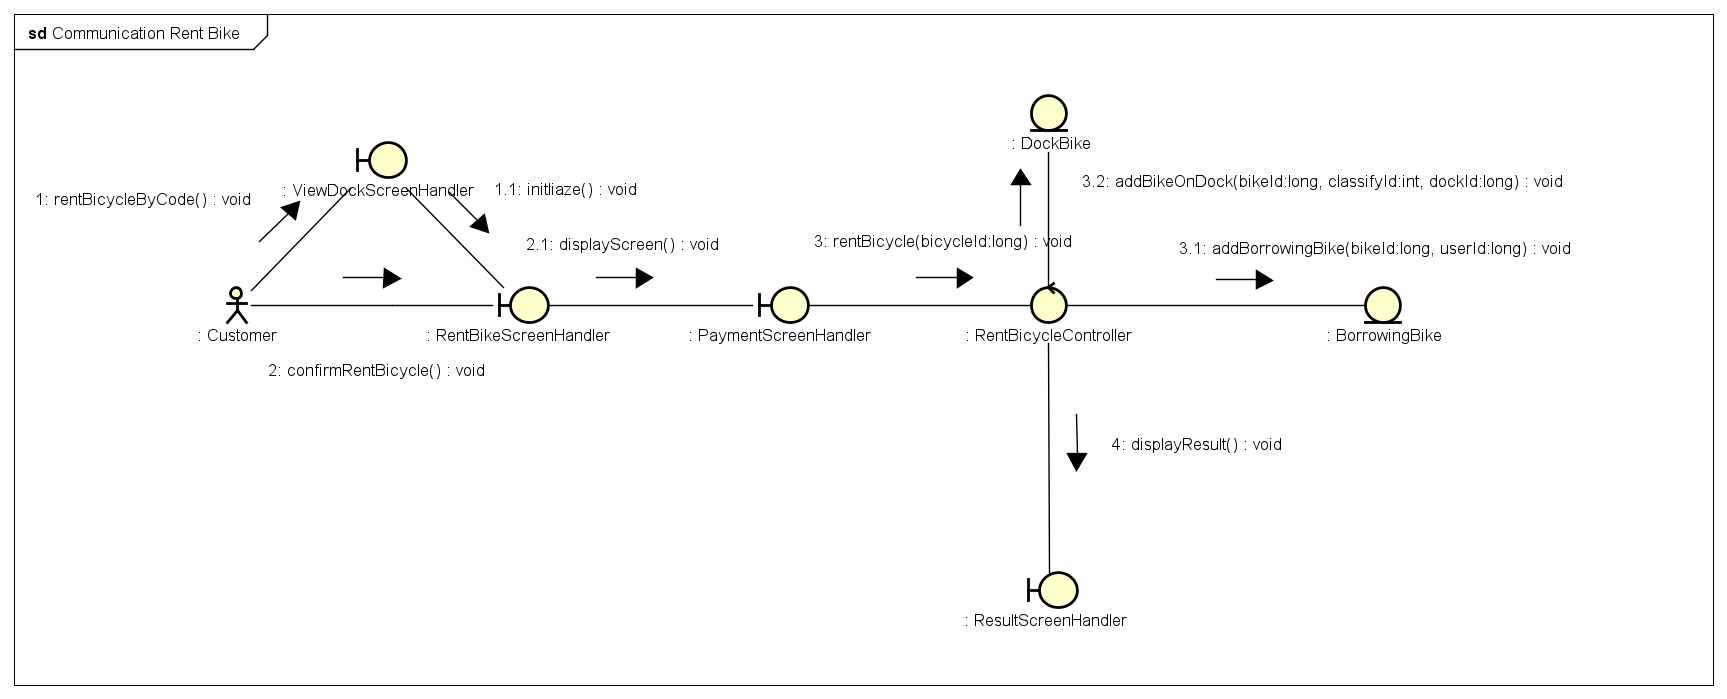 sd Communication Rent Bike
: DockBike
: ViewDockScreenHandler
1.1: initliaze() : void
3.2: addBikeOnDock(bikeId:long, classifyId:int, dockId:long) : void
1: rentBicycleByCode() : void
2.1: displayScreen() : void
3: rentBicycle(bicycleId:long) : void
3.1: addBorrowingBike(bikeId:long, userId:long) : void
: Customer
: RentBikeScreenHandler
: PaymentScreenHandler
: RentBicycleController
: BorrowingBike
2: confirmRentBicycle() : void
4: displayResult() : void
: ResultScreenHandler